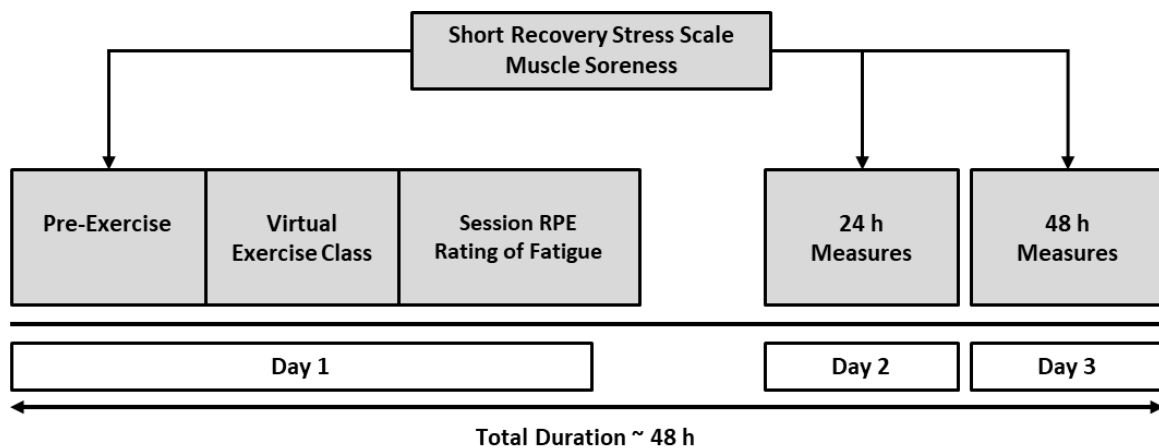 Short Recovery Stress Scale
Muscle Soreness
Pre-Exercise
Virtual
Exercise Class
Session RPE
Rating of Fatigue
24 h
Measures
48 h
Measures
Day 1
Day 2
Day 3
Total Duration ~ 48 h